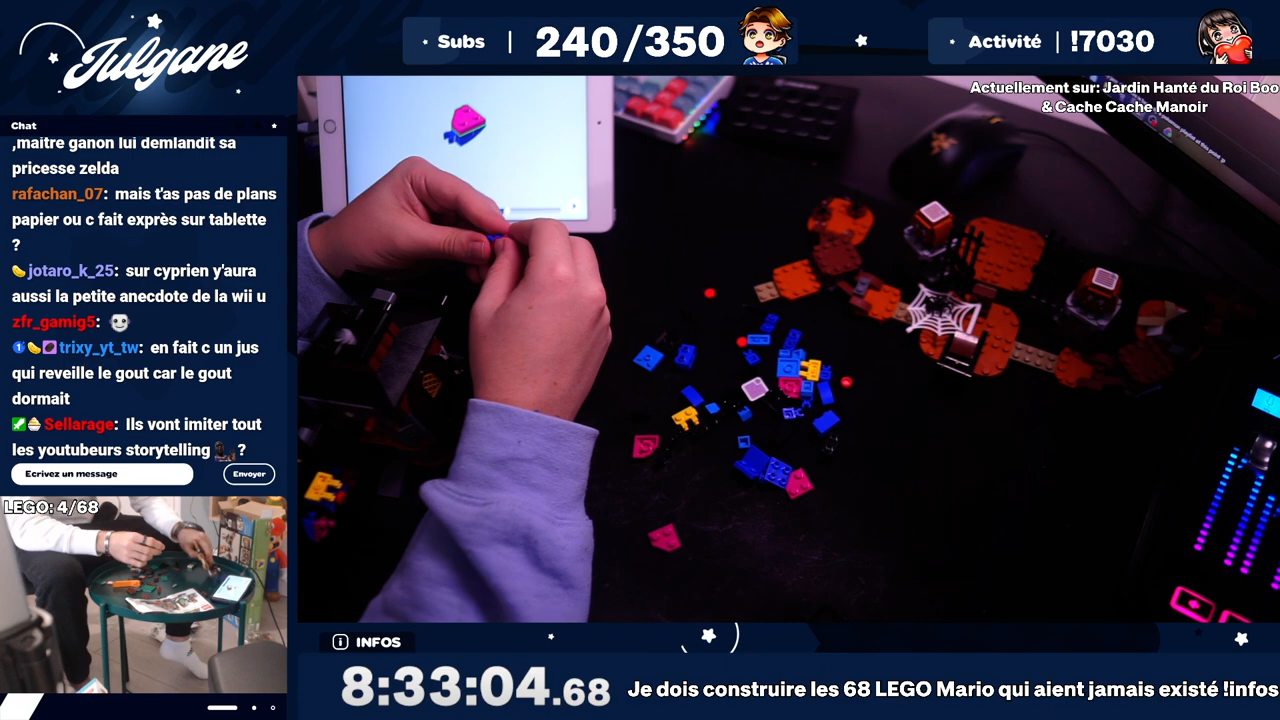 Julgane
Subs | 240/350
Activité | !7030
Actuellement sur: Jardin Hanté du Roi Boo
& Cache Cache Manoir
Chat
,maitre ganon lui demlandit sa
pricesse zelda
rafachan_07: mais t'as pas de plans
papier ou c fait exprès sur tablette
?
jotaro_k_25: sur cyprien y'aura
aussi la petite anecdote de la wii u
zfr_gamig5:
1 trixy_yt_tw: en fait c un jus
qui reveille le gout car le gout
dormait
Sellarage: Ils vont imiter tout
les youtubeurs storytelling ?
Ecrivez un message
Envoyer
LEGO: 4/68
i INFOS
8:33:04.68
Je dois construire les 68 LEGO Mario qui aient jamais existé !infos